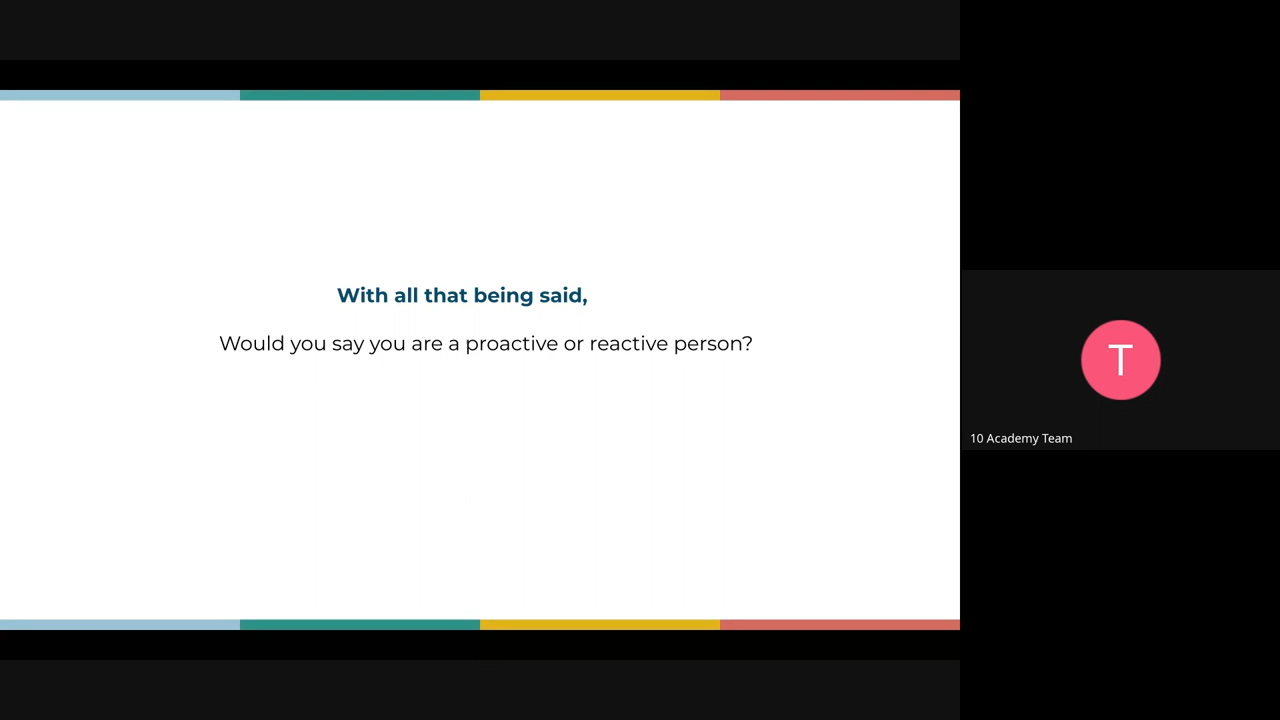 With all that being said,
Would you say you are a proactive or reactive person?
T
10 Academy Team